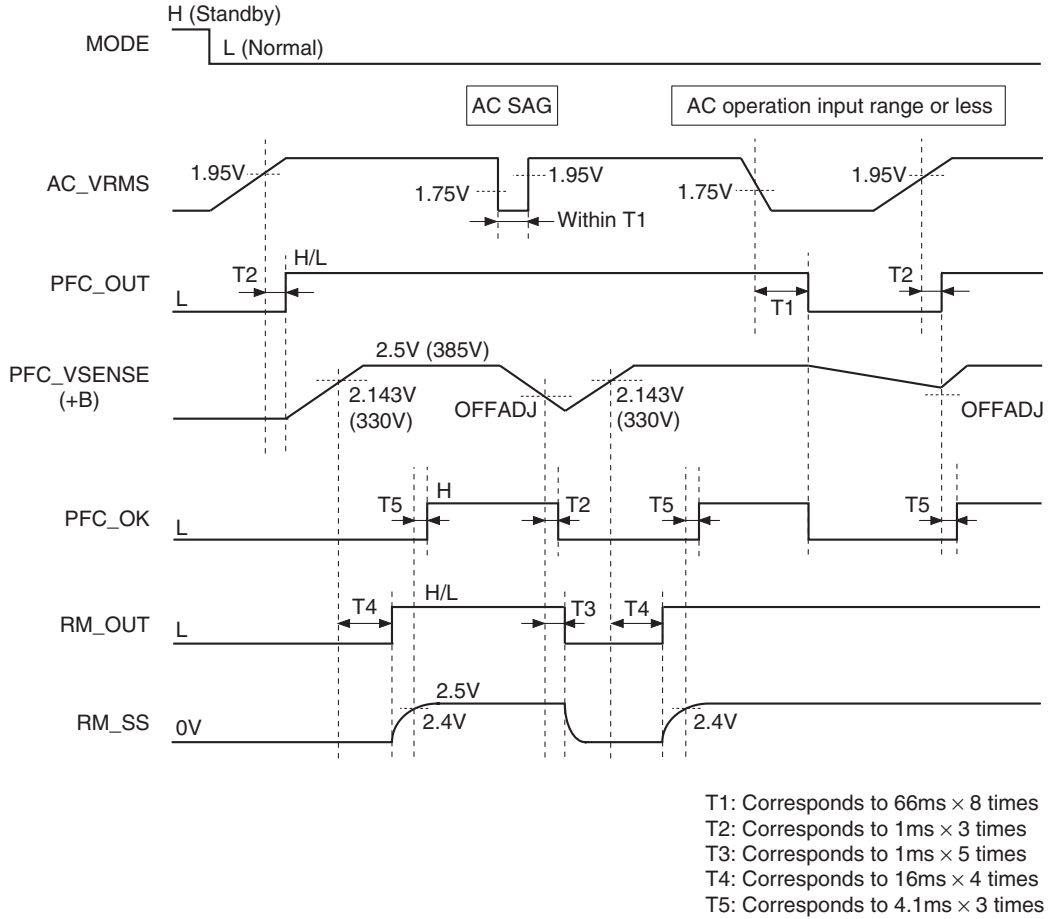 H (Standby)
MODE
L (Normal)
AC SAG
AC operation input range or less
AC_VRMS
1.95V
1.75V
1.95V
Within T1
1.75V
1.95V
PFC_OUT
L
T2
H/L
T1
T2
PFC_VSENSE
(+B)
2.5V (385V)
2.143V
(330V)
OFFADJ
2.143V
(330V)
OFFADJ
PFC_OK
L
T5
H
T2
T5
T5
RM_OUT
L
T4
H/L
T3
T4
RM_SS
0V
2.5V
2.4V
2.4V
T1: Corresponds to 66ms × 8 times
T2: Corresponds to 1ms × 3 times
T3: Corresponds to 1ms × 5 times
T4: Corresponds to 16ms × 4 times
T5: Corresponds to 4.1ms × 3 times